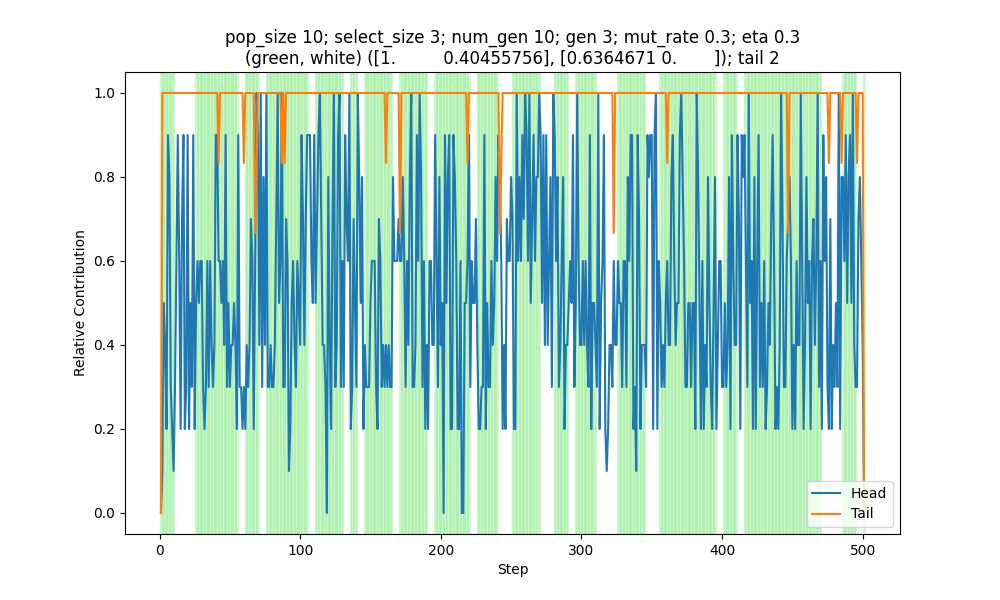 pop_size 10; select_size 3; num_gen 10; gen 3; mut_rate 0.3; eta 0.3
(green, white) ([1. 0.40455756], [0.6364671 0. ]); tail 2
1.0
0.8
0.6
0.4
0.2
0.0
Relative Contribution
Head
Tail
0 100 200 300 400 500
Step